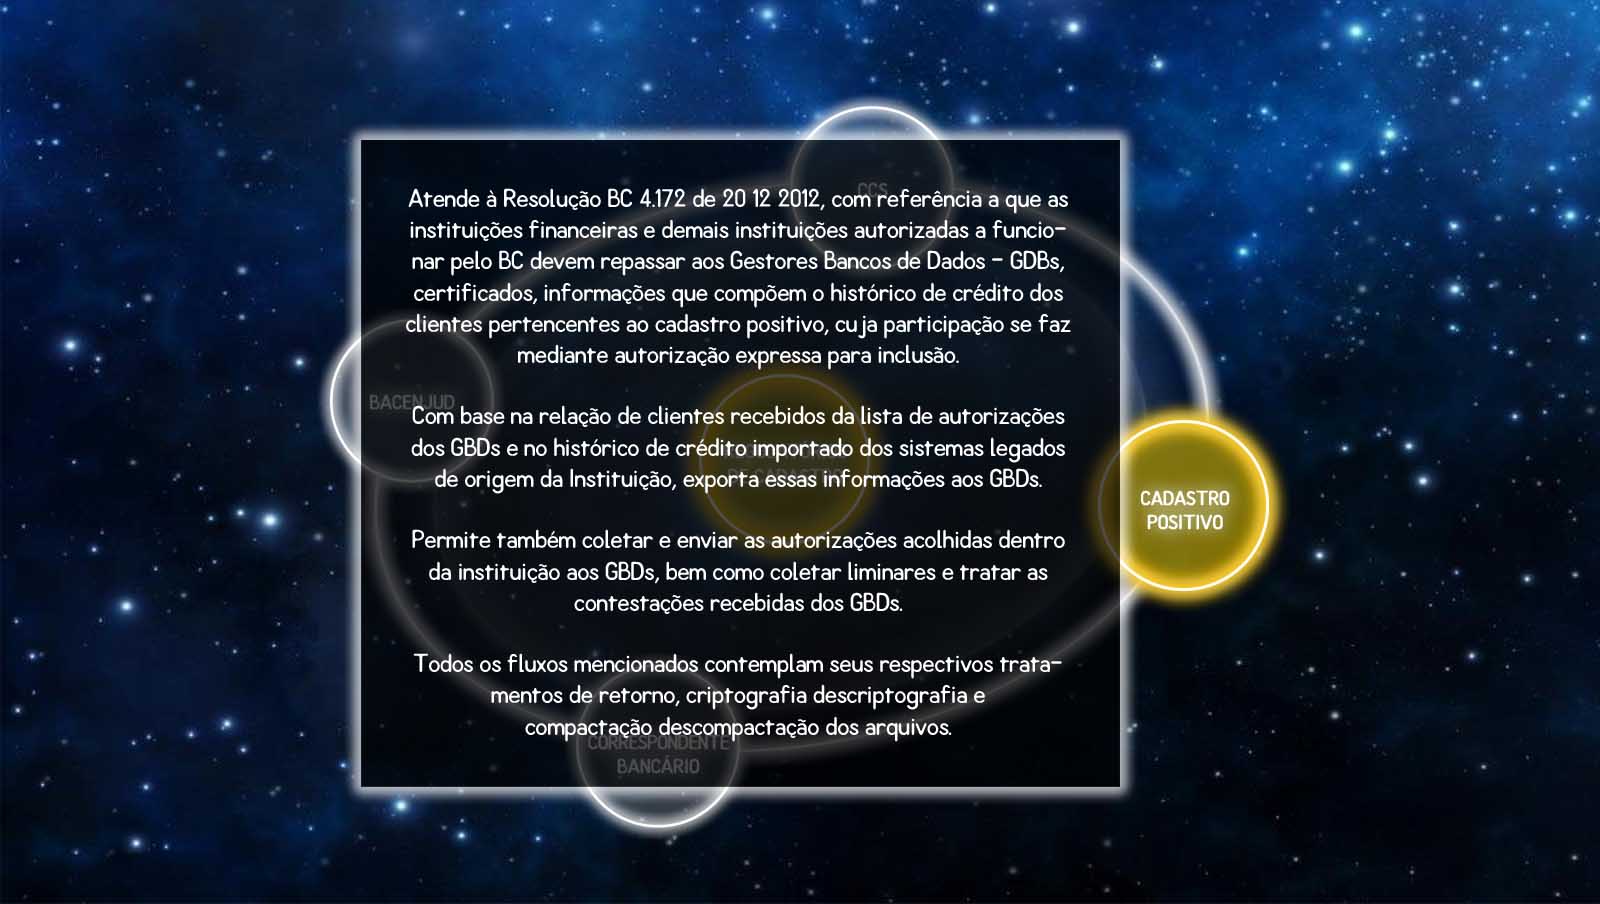 CCS
Atende à Resolução BC 4.172 de 20 12 2012, com referência a que as
instituições financeiras e demais instituições autorizadas a funcio-
nar pelo BC devem repassar aos Gestores Bancos de Dados - GDBs,
certificados, informações que compõem o histórico de crédito dos
clientes pertencentes ao cadastro positivo, cuja participação se faz
mediante autorização expressa para inclusão.
BACENJUD
Com base na relação de clientes recebidos da lista de autorizações
dos GBDs e no histórico de crédito importado dos sistemas legados
de origem da Instituição, exporta essas informações aos GBDs.
DE CADASTRO
CADASTRO
POSITIVO
Permite também coletar e enviar as autorizações acolhidas dentro
da instituição aos GBDs, bem como coletar liminares e tratar as
contestações recebidas dos GBDs.
Todos os fluxos mencionados contemplam seus respectivos trata-
mentos de retorno, criptografia descriptografia e
compactação descompactação dos arquivos.
CORRESPONDENTE
BANCÁRIO